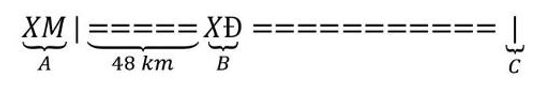 XM | ===== XĐ ============ |
A 48 km B C